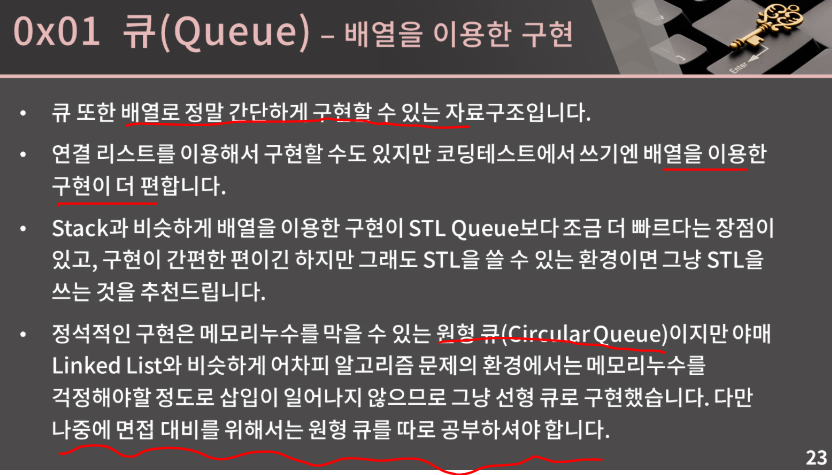 0x01 큐(Queue) – 배열을 이용한 구현
Enter
• 큐 또한 배열로 정말 간단하게 구현할 수 있는 자료구조입니다.
• 연결 리스트를 이용해서 구현할 수도 있지만 코딩테스트에서 쓰기엔 배열을 이용한
구현이 더 편합니다.
• Stack과 비슷하게 배열을 이용한 구현이 STL Queue보다 조금 더 빠르다는 장점이
있고, 구현이 간편한 편이긴 하지만 그래도 STL을 쓸 수 있는 환경이면 그냥 STL을
쓰는 것을 추천드립니다.
• 정석적인 구현은 메모리누수를 막을 수 있는 원형 큐(Circular Queue)이지만 야매
Linked List와 비슷하게 어차피 알고리즘 문제의 환경에서는 메모리누수를
걱정해야할 정도로 삽입이 일어나지 않으므로 그냥 선형 큐로 구현했습니다. 다만
나중에 면접 대비를 위해서는 원형 큐를 따로 공부하셔야 합니다.
23